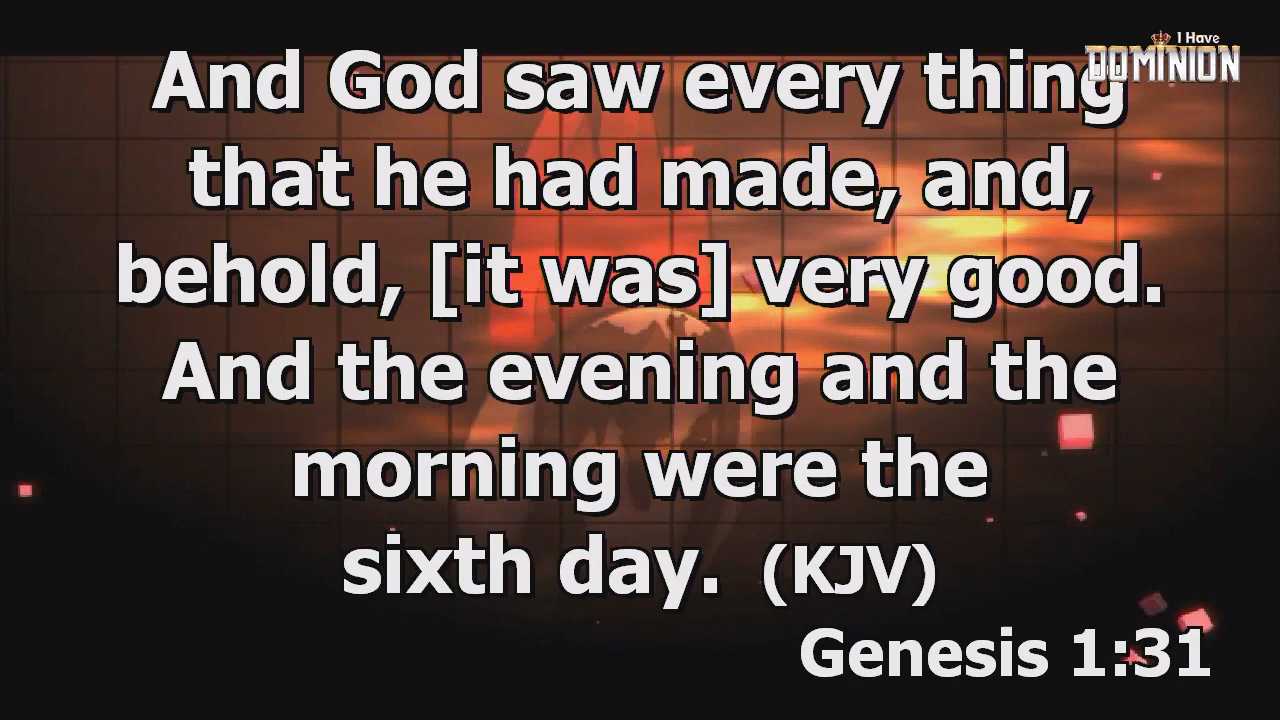 I Have
DOMINION
And God saw every thing
that he had made, and,
behold, [it was] very good.
And the evening and the
morning were the
sixth day. (KJV)
Genesis 1:31